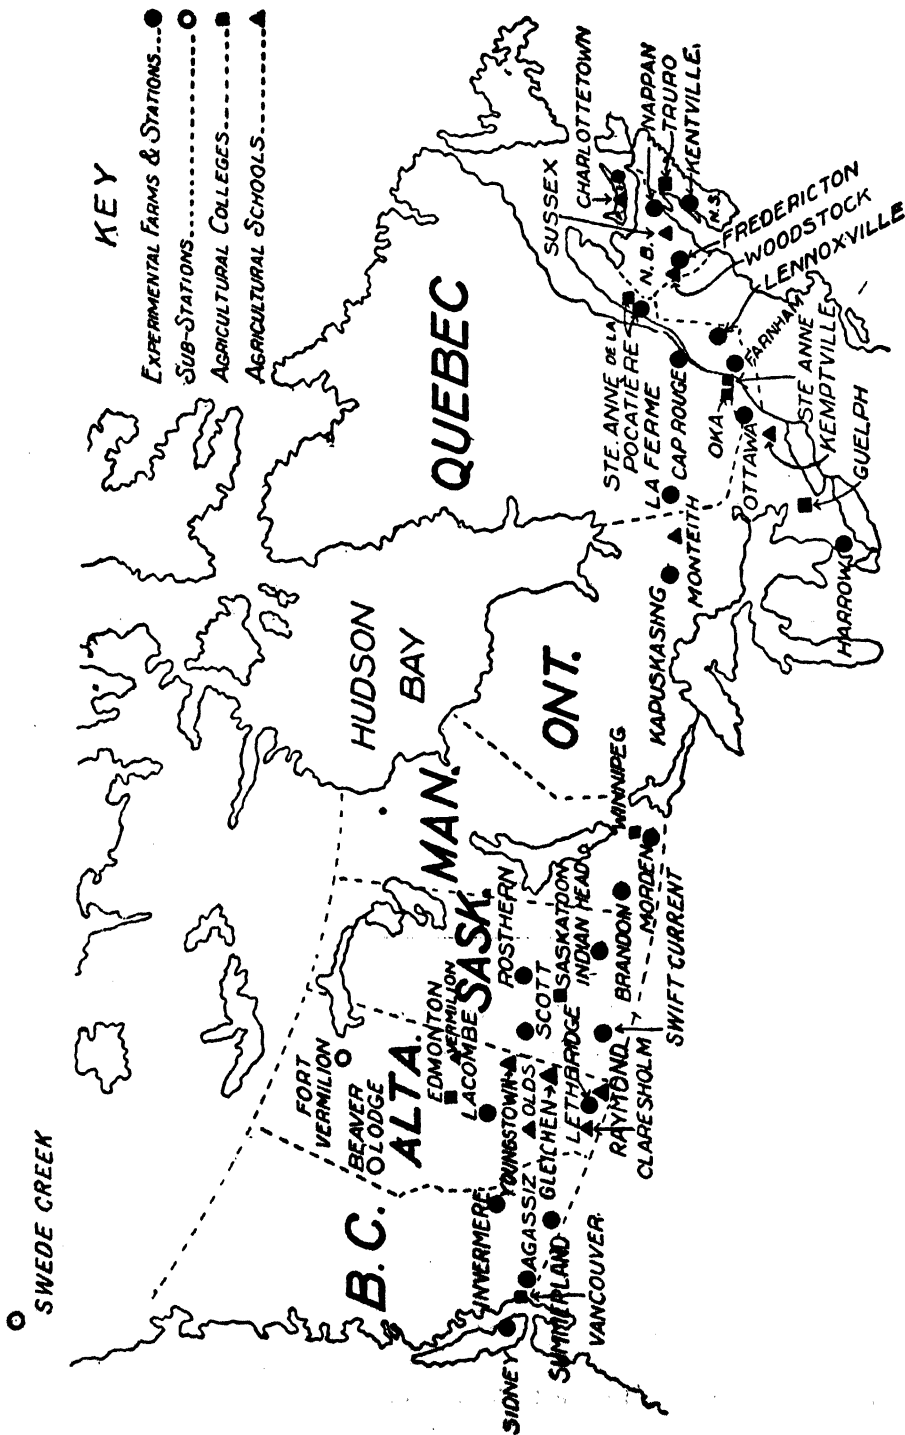 KEY
EXPERIMENTAL FARMS & STATIONS
SUB-STATIONS
AGRICULTURAL COLLEGES
AGRICULTURAL SCHOOLS
SWEDE CREEK
HUDSON
BAY
QUEBEC
ONT.
MAN.
SASK.
ALTA.
B.C.
FORT
VERMILION
BEAVER
LODGE
EDMONTON
VERMILION
LACOMBE
YOUNGSTOWN
OLDS
GLEICHEN
LETHBRIDGE
RAYMOND
CLARESHOLM
INVERMERE
AGASSIZ
SUMMERLAND
VANCOUVER
SIDNEY
ROSTHERN
SCOTT
SASKATOON
INDIAN HEAD
SWIFT CURRENT
BRANDON
MORDEN
WINNIPEG
KAPUSKASING
MONTEITH
HARROW
GUELPH
OTTAWA
KEMPTVILLE
STE ANNE
OKA
FARNHAM
LENNOXVILLE
CAP ROUGE
LA FERME
STE. ANNE DE LA
POCATIÈRE
WOODSTOCK
FREDERICTON
N.B.
SUSSEX
CHARLOTTETOWN
NAPPAN
TRURO
KENTVILLE
N.S.